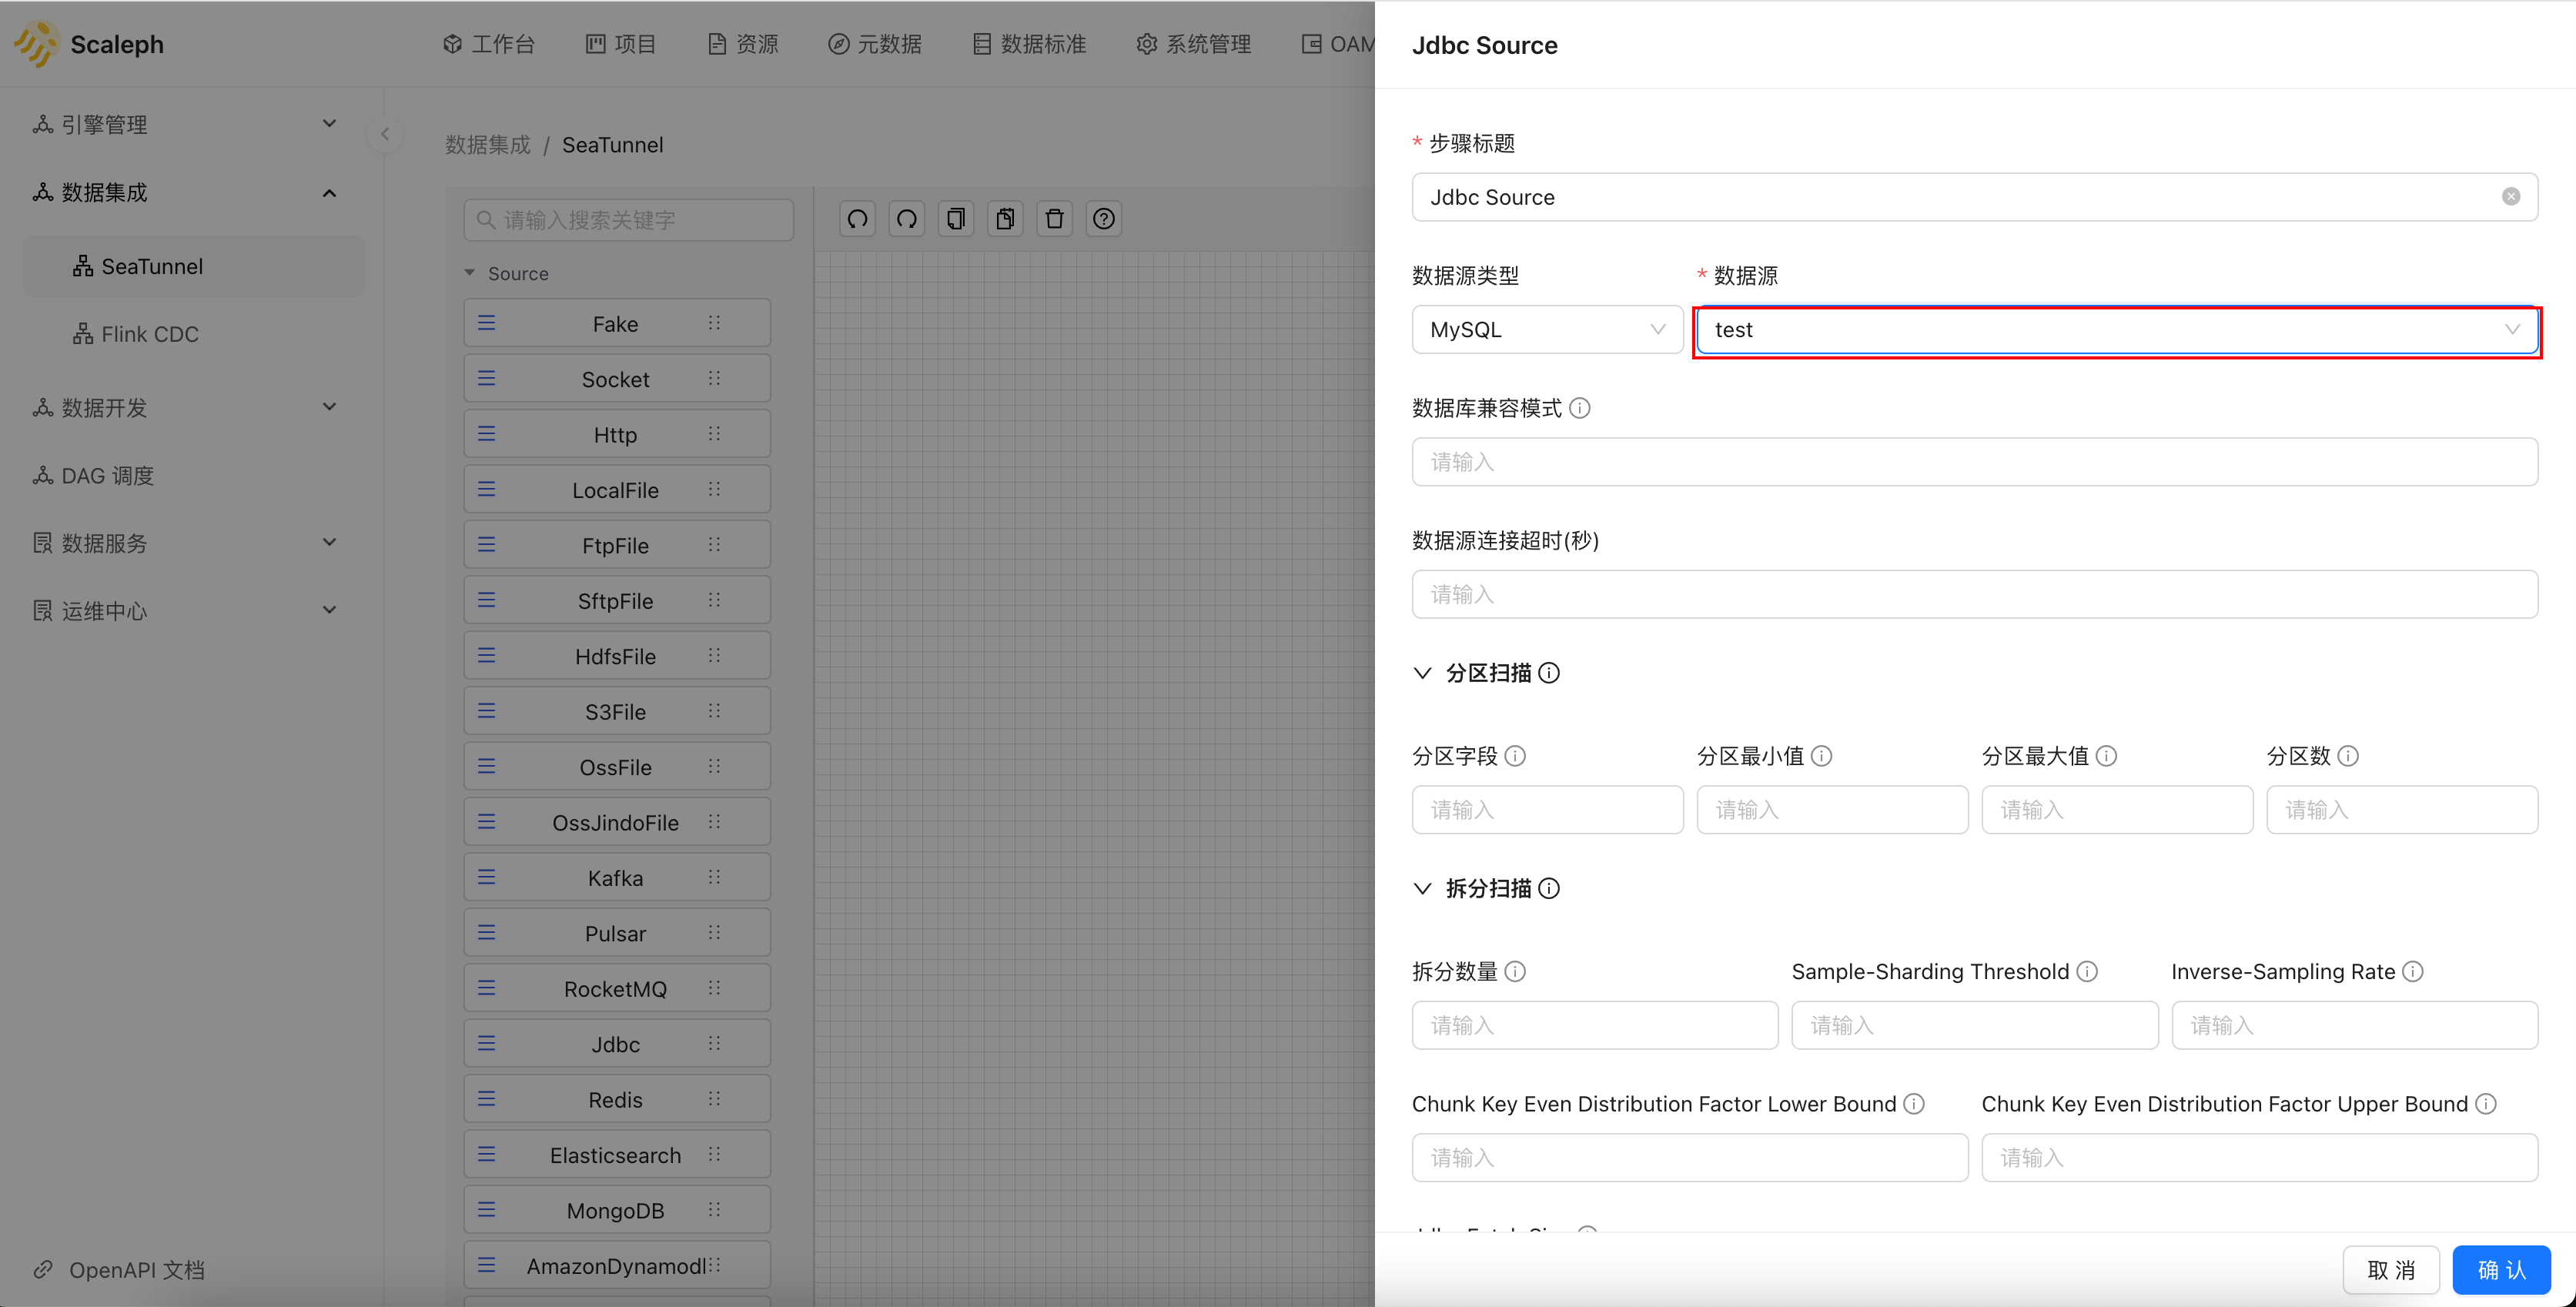 Scaleph
工作台
项目
资源
元数据
数据标准
系统管理
OAM
引擎管理
数据集成
SeaTunnel
Flink CDC
数据开发
DAG 调度
数据服务
运维中心
OpenAPI 文档
数据集成 / SeaTunnel
请输入搜索关键字
Source
Fake
Socket
Http
LocalFile
FtpFile
SftpFile
HdfsFile
S3File
OssFile
OssJindoFile
Kafka
Pulsar
RocketMQ
Jdbc
Redis
Elasticsearch
MongoDB
AmazonDynamodl
Jdbc Source
* 步骤标题
Jdbc Source
数据源类型
* 数据源
MySQL
test
数据库兼容模式
请输入
数据源连接超时(秒)
请输入
分区扫描
分区字段
分区最小值
分区最大值
分区数
请输入
请输入
请输入
请输入
拆分扫描
拆分数量
Sample-Sharding Threshold
Inverse-Sampling Rate
请输入
请输入
请输入
Chunk Key Even Distribution Factor Lower Bound
Chunk Key Even Distribution Factor Upper Bound
请输入
请输入
取 消
确 认